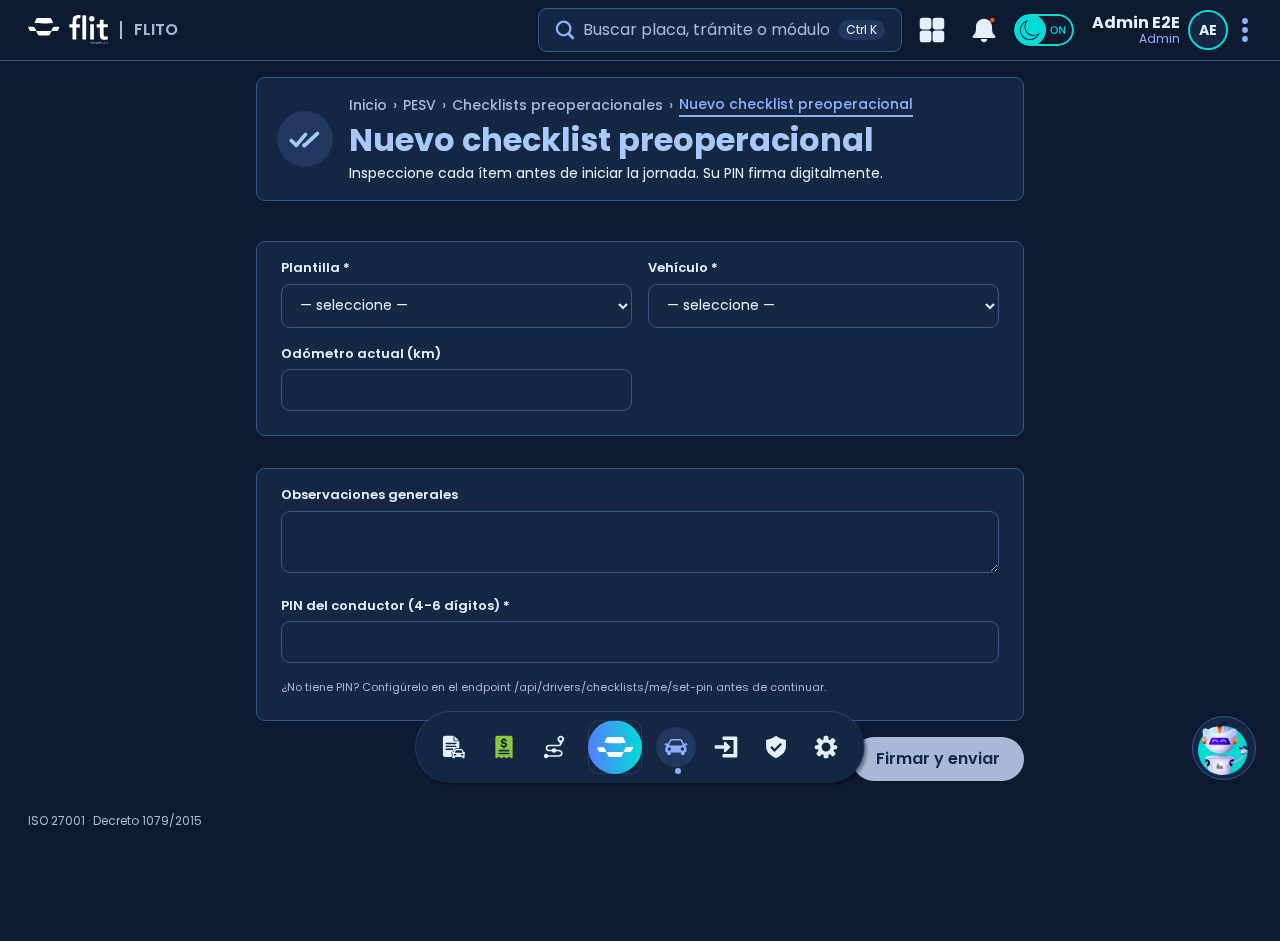 flit
FLITO
Buscar placa, trámite o módulo
Ctrl K
ON
Admin E2E
Admin
AE
Inicio › PESV › Checklists preoperacionales › Nuevo checklist preoperacional
Nuevo checklist preoperacional
Inspeccione cada ítem antes de iniciar la jornada. Su PIN firma digitalmente.
Plantilla *
Vehículo *
— seleccione —
— seleccione —
Odómetro actual (km)
Observaciones generales
PIN del conductor (4-6 dígitos) *
¿No tiene PIN? Configúrelo en el endpoint /api/drivers/checklists/me/set-pin antes de continuar.
Firmar y enviar
ISO 27001 · Decreto 1079/2015